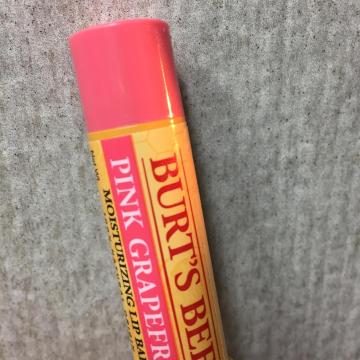 BURT'S BEE
PINK GRAPEFR
MOISTURIZING LIP BA